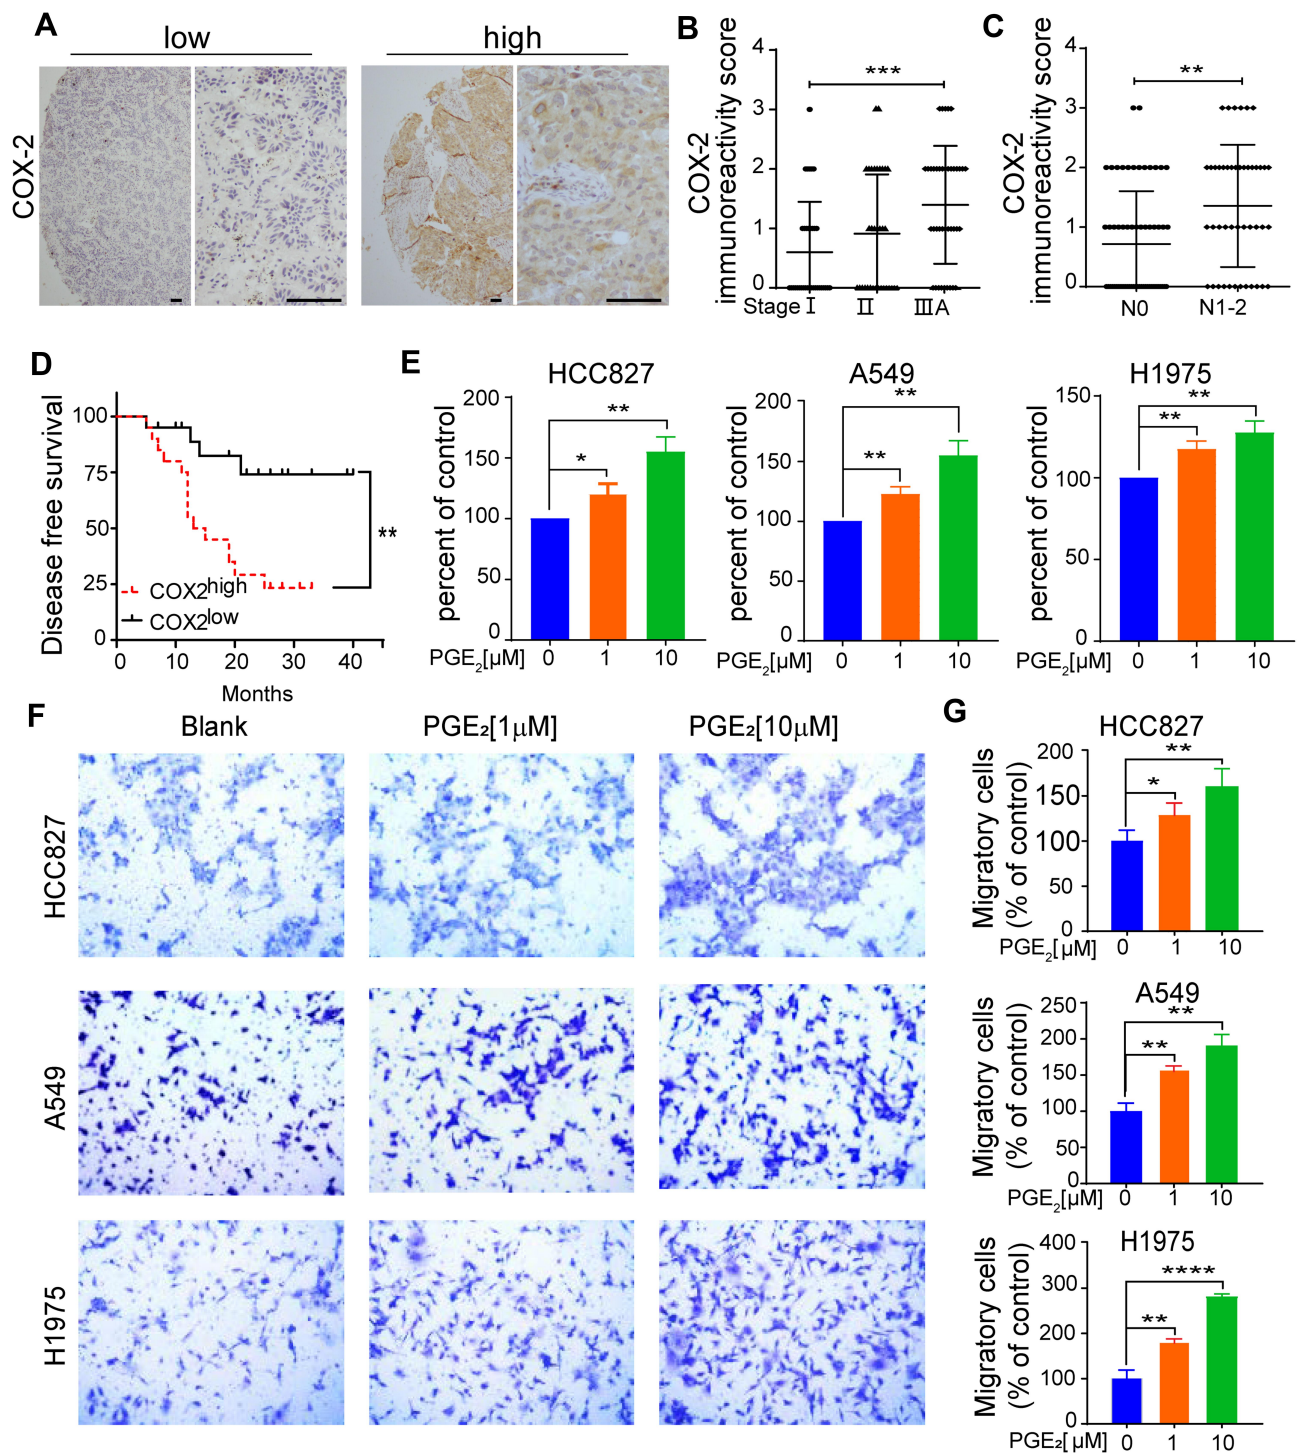 A
low
high
COX-2
B
COX-2
immunoreactivity score
4
3
2
1
0
***
Stage Ⅰ Ⅱ ⅢA
C
COX-2
immunoreactivity score
4
3
2
1
0
**
N0 N1-2
D
Disease free survival
100
75
50
25
0
**
COX2high
COX2low
0 10 20 30 40
Months
E
HCC827
percent of control
200
150
100
50
0
*
**
PGE2[µM] 0 1 10
A549
percent of control
200
150
100
50
0
**
**
PGE2[µM] 0 1 10
H1975
percent of control
150
100
50
0
**
**
PGE2[µM] 0 1 10
F
Blank PGE2[1µM] PGE2[10µM]
HCC827
A549
H1975
G
HCC827
Migratory cells
(% of control)
200
150
100
50
0
*
**
PGE2[µM] 0 1 10
A549
Migratory cells
(% of control)
250
200
150
100
50
0
**
**
PGE2[µM] 0 1 10
H1975
Migratory cells
(% of control)
400
300
200
100
0
**
****
PGE2[µM] 0 1 10